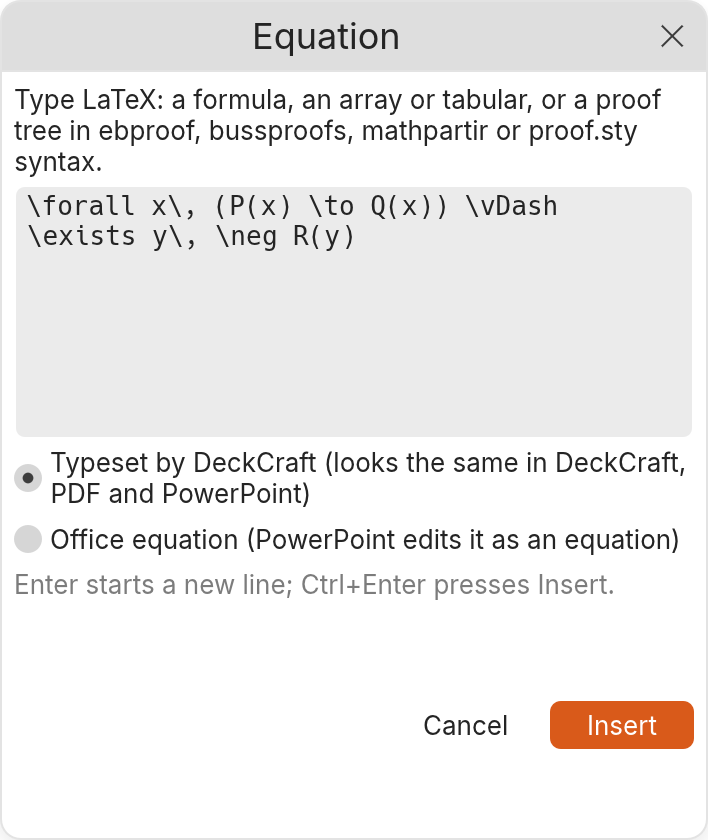 Equation
Type LaTeX: a formula, an array or tabular, or a proof
tree in ebproof, bussproofs, mathpartir or proof.sty
syntax.
\forall x\, (P(x) \to Q(x)) \vDash
\exists y\, \neg R(y)
Typeset by DeckCraft (looks the same in DeckCraft,
PDF and PowerPoint)
Office equation (PowerPoint edits it as an equation)
Enter starts a new line; Ctrl+Enter presses Insert.
Cancel
Insert